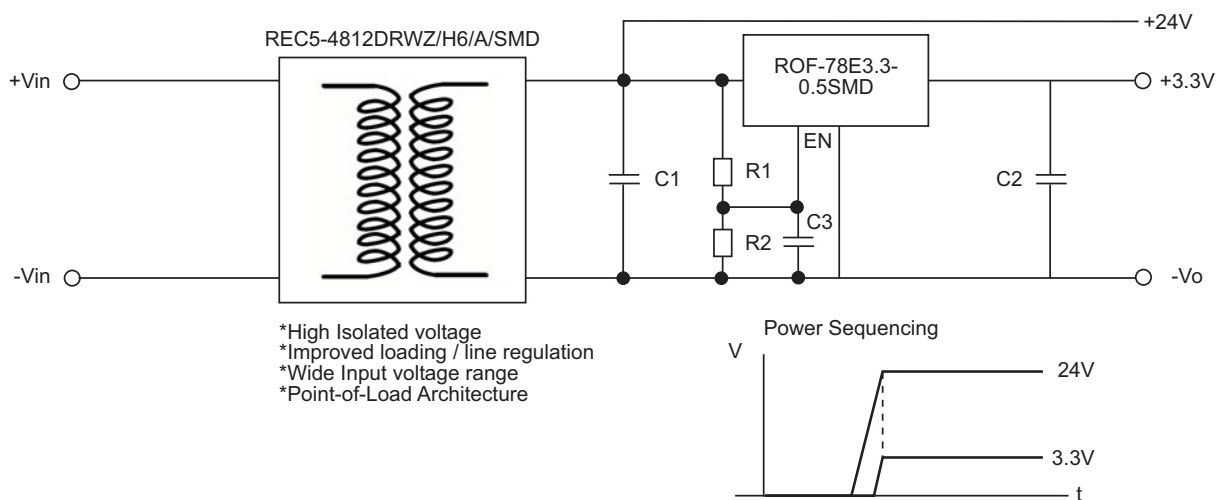 +24V
REC5-4812DRWZ/H6/A/SMD
+Vin
ROF-78E3.3-
0.5SMD
+3.3V
EN
R1
C1
C2
C3
R2
-Vin
-Vo
*High Isolated voltage
*Improved loading / line regulation
*Wide Input voltage range
*Point-of-Load Architecture
Power Sequencing
V
24V
3.3V
t